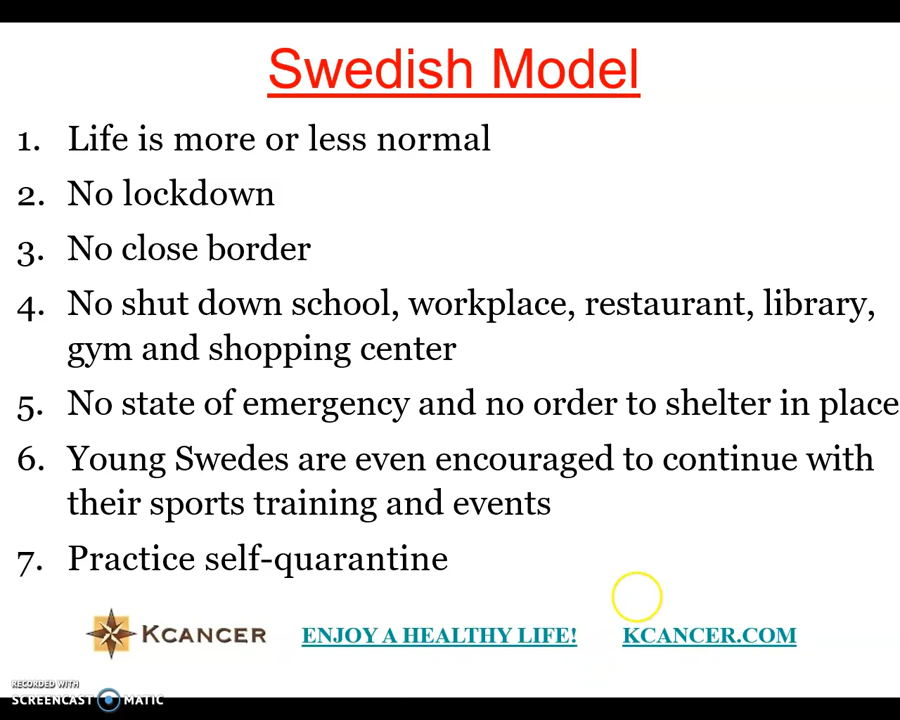 Swedish Model
1. Life is more or less normal
2. No lockdown
3. No close border
4. No shut down school, workplace, restaurant, library,
gym and shopping center
5. No state of emergency and no order to shelter in place
6. Young Swedes are even encouraged to continue with
their sports training and events
7. Practice self-quarantine
KCANCER ENJOY A HEALTHY LIFE! KCANCER.COM
RECORDED WITH
SCREENCAST MATIC